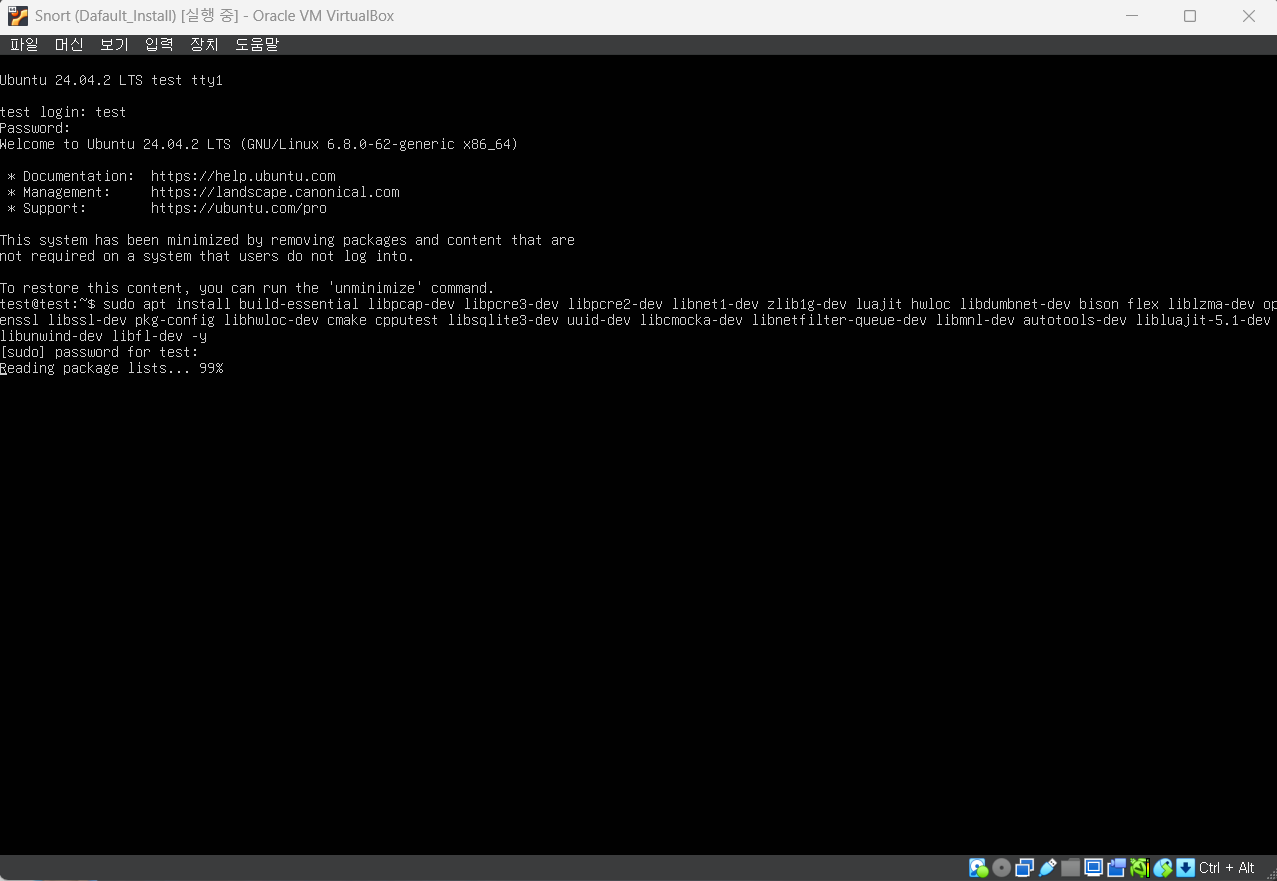 Snort (Dafault_Install) [실행 중] - Oracle VM VirtualBox
파일 머신 보기 입력 장치 도움말
Ubuntu 24.04.2 LTS test tty1
test login: test
Password:
Welcome to Ubuntu 24.04.2 LTS (GNU/Linux 6.8.0-62-generic x86_64)
* Documentation: https://help.ubuntu.com
* Management: https://landscape.canonical.com
* Support: https://ubuntu.com/pro
This system has been minimized by removing packages and content that are
not required on a system that users do not log into.
To restore this content, you can run the 'unminimize' command.
test@test:~$ sudo apt install build-essential libpcap-dev libpcre3-dev libpcre2-dev libnet1-dev zlib1g-dev luajit hwloc libdumbnet-dev bison flex liblzma-dev op
enssl libssl-dev pkg-config libhwloc-dev cmake cpputest libsqlite3-dev uuid-dev libcmocka-dev libnetfilter-queue-dev libmnl-dev autotools-dev libluajit-5.1-dev
libunwind-dev libfl-dev -y
[sudo] password for test:
Reading package lists... 99%
Ctrl + Alt